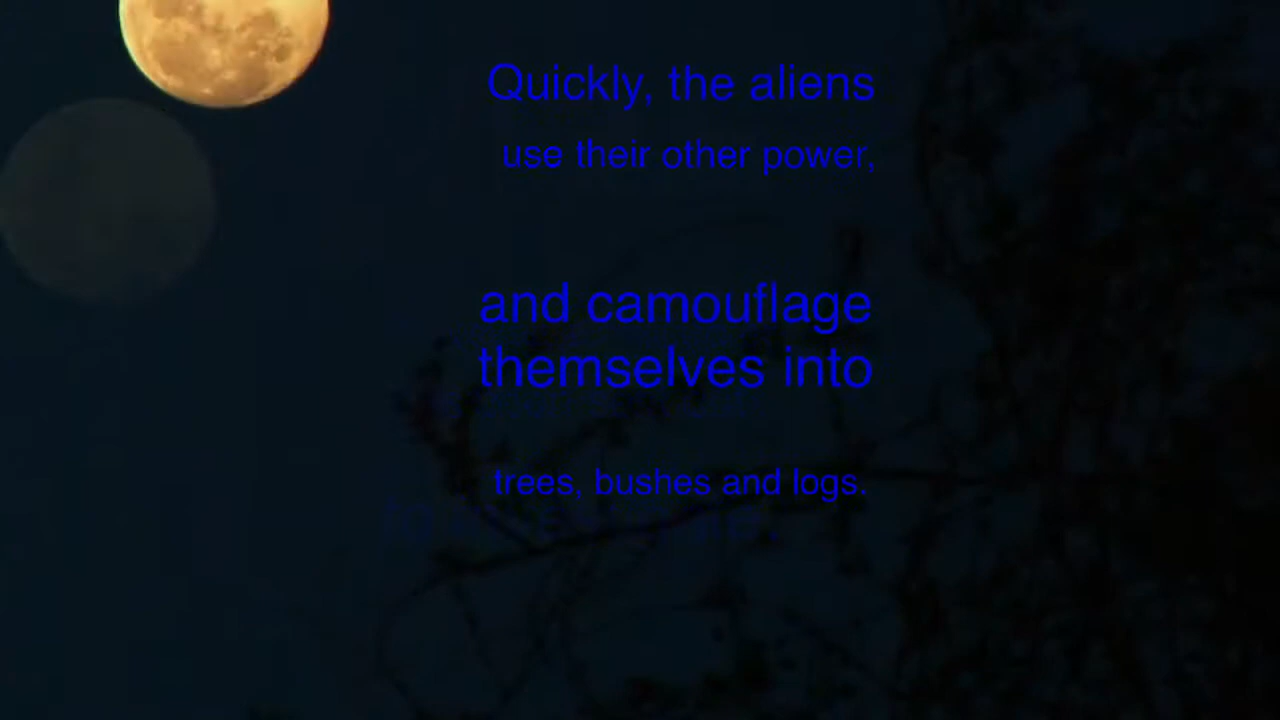 Quickly, the aliens
use their other power,
and camouflage
themselves into
trees, bushes and logs.